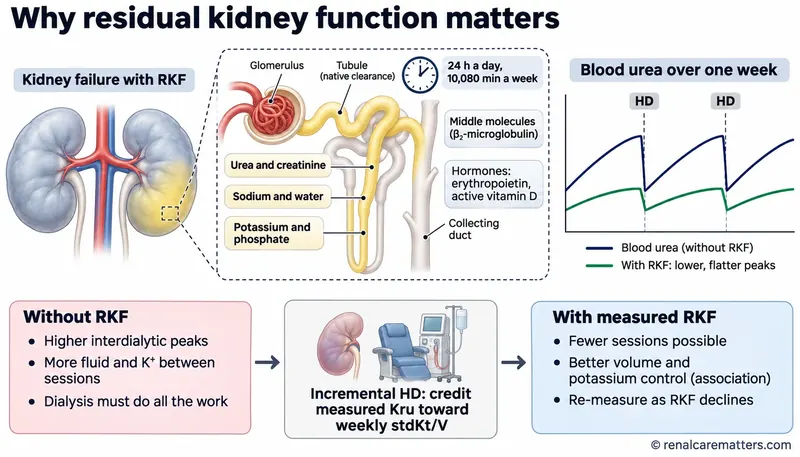 Why residual kidney function matters
Kidney failure with RKF
Glomerulus
Tubule
(native clearance)
24 h a day,
10,080 min a week
Urea and creatinine
Sodium and water
Potassium and
phosphate
Middle molecules
(β₂-microglobulin)
Hormones:
erythropoietin,
active vitamin D
Collecting
duct
Blood urea over one week
HD
HD
Blood urea (without RKF)
With RKF: lower, flatter peaks
Without RKF
• Higher interdialytic peaks
• More fluid and K⁺ between
sessions
• Dialysis must do all the work
Incremental HD: credit
measured Kru toward
weekly stdKt/V
With measured RKF
• Fewer sessions possible
• Better volume and
potassium control (association)
• Re-measure as RKF declines
© renalcarematters.com